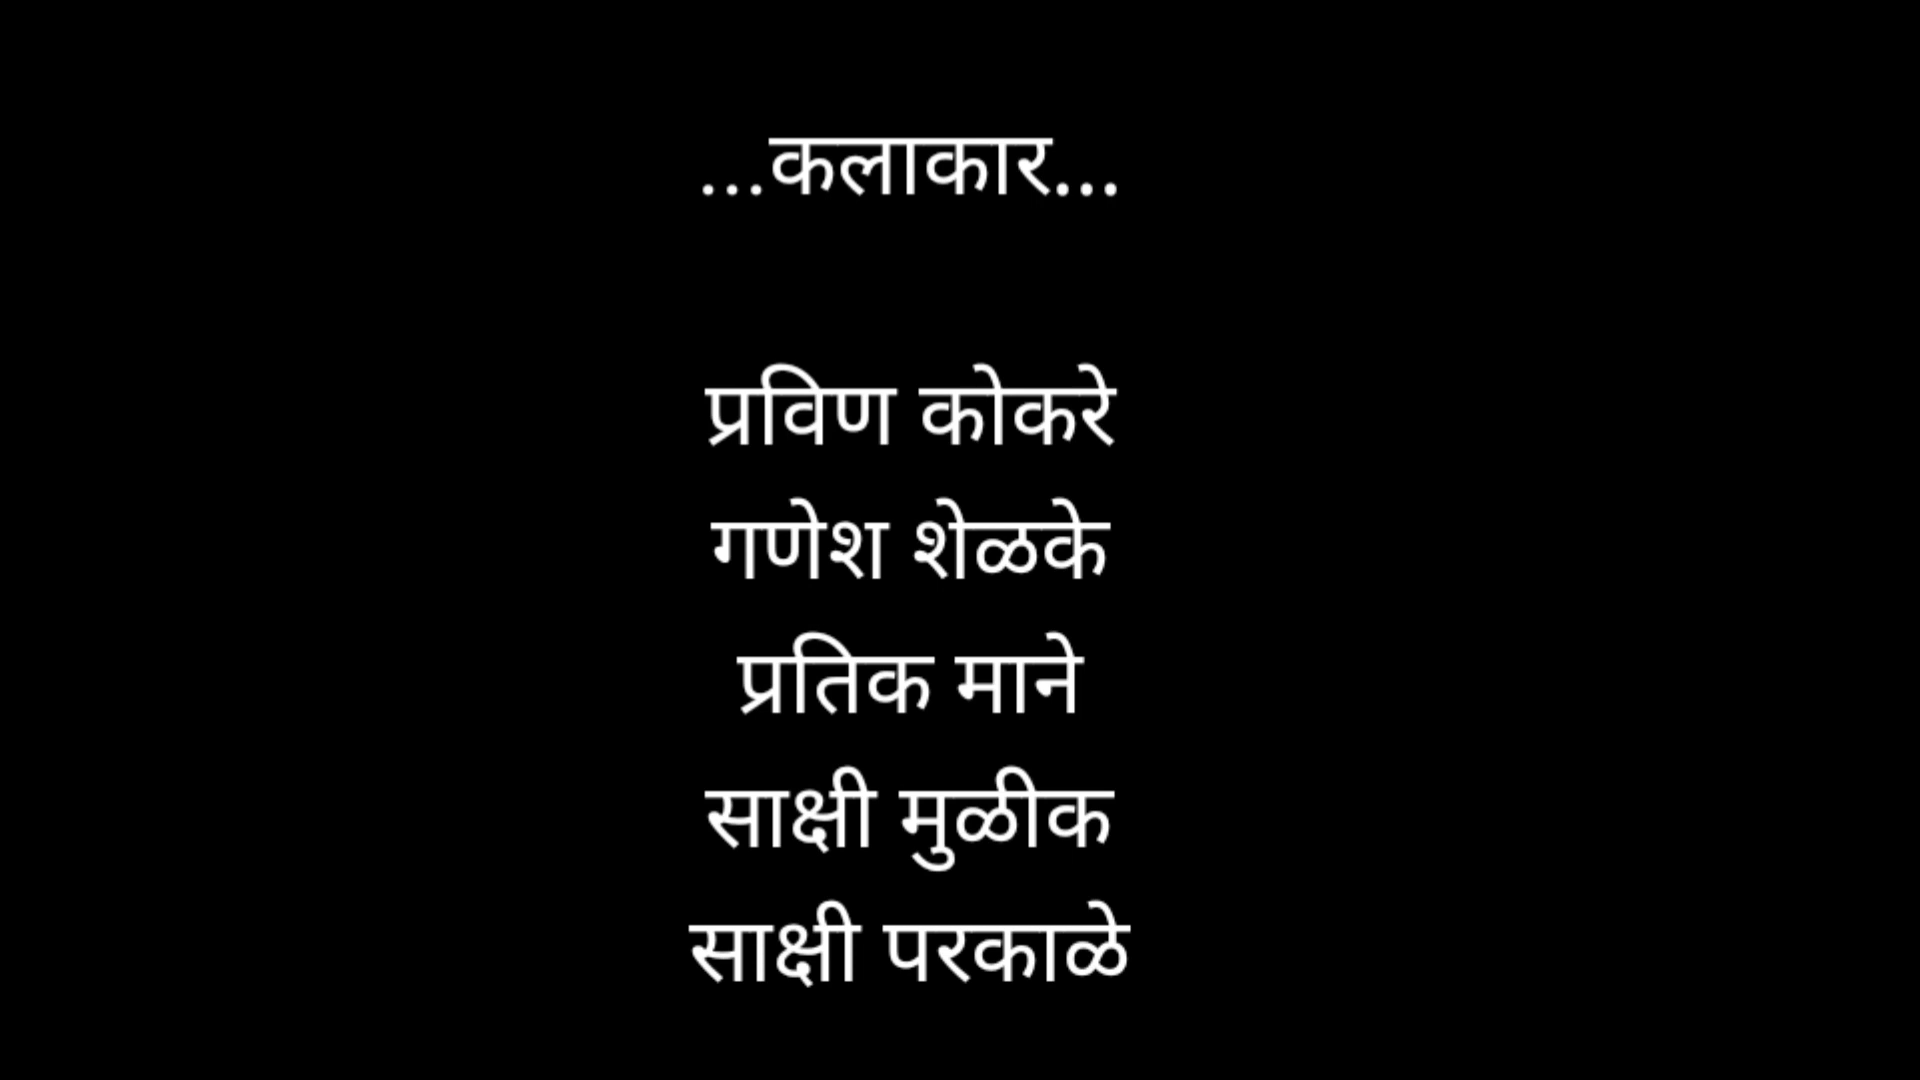 ...कलाकार...
प्रविण कोकरे
गणेश शेळके
प्रतिक माने
साक्षी मुळीक
साक्षी परकाळे